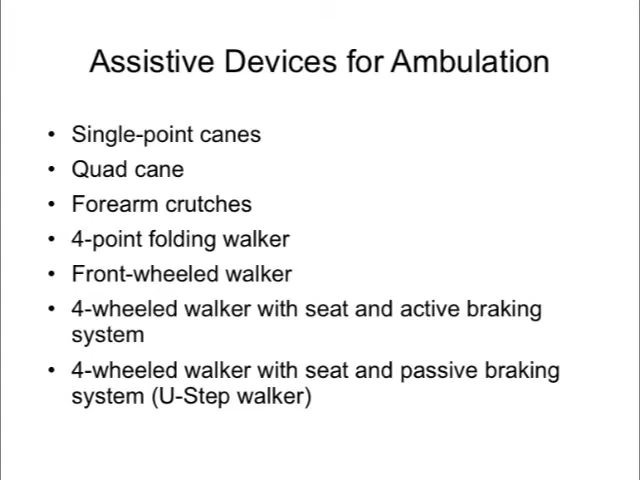 Assistive Devices for Ambulation
• Single-point canes
• Quad cane
• Forearm crutches
• 4-point folding walker
• Front-wheeled walker
• 4-wheeled walker with seat and active braking
system
• 4-wheeled walker with seat and passive braking
system (U-Step walker)